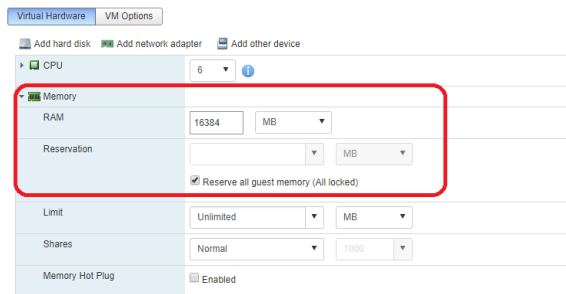 Virtual Hardware VM Options
Add hard disk Add network adapter Add other device
CPU 6
Memory
RAM 16384 MB
Reservation MB
Reserve all guest memory (All locked)
Limit Unlimited MB
Shares Normal 1000
Memory Hot Plug Enabled